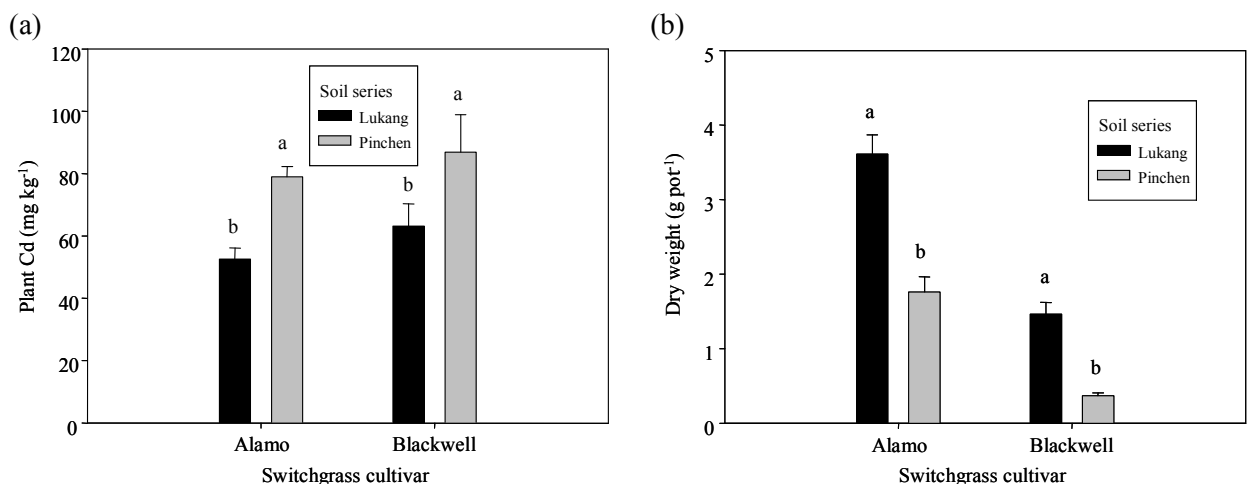 (a)
Plant Cd (mg kg⁻¹)
120
100
80
60
40
20
0
Soil series
Lukang
Pinchen
b
a
b
a
Alamo
Blackwell
Switchgrass cultivar
(b)
Dry weight (g pot⁻¹)
5
4
3
2
1
0
Soil series
Lukang
Pinchen
a
b
a
b
Alamo
Blackwell
Switchgrass cultivar